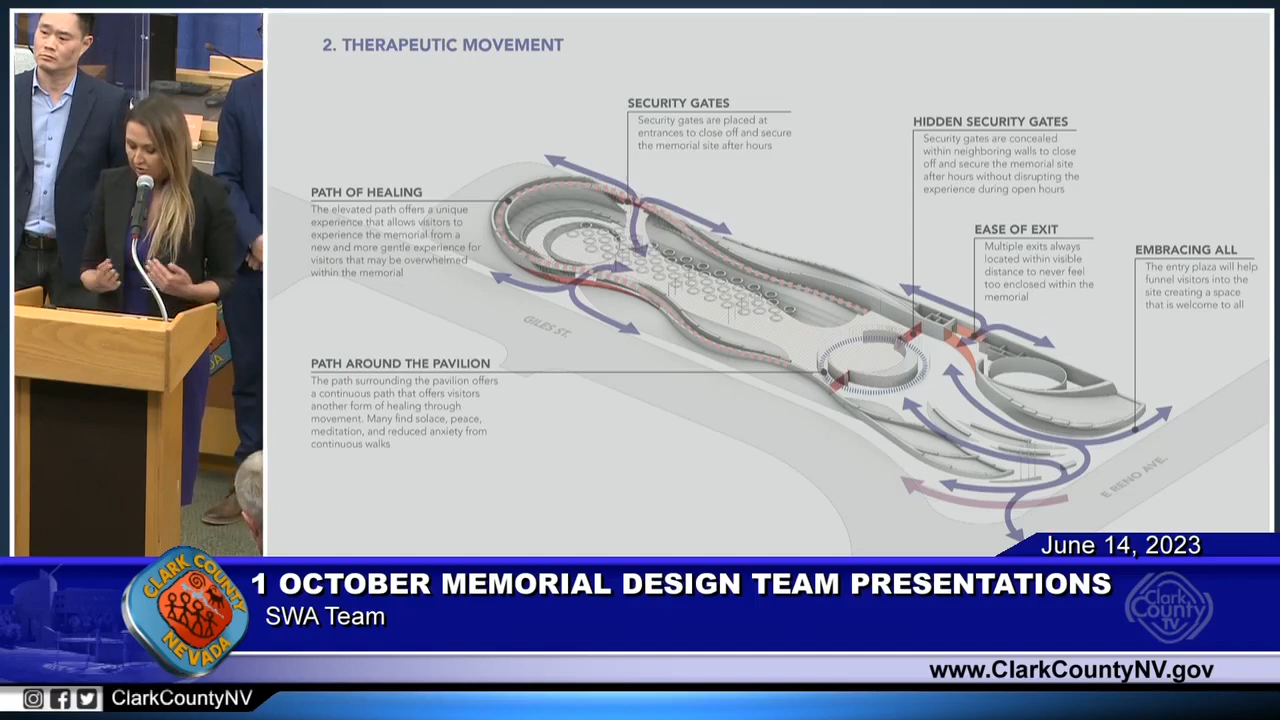 2. THERAPEUTIC MOVEMENT
SECURITY GATES
Security gates are placed at
entrances to close off and secure
the memorial site after hours
HIDDEN SECURITY GATES
Security gates are concealed
within neighboring walls to close
off and secure the memorial site
after hours without disrupting the
experience during open hours
PATH OF HEALING
The elevated path offers a unique
experience that allows visitors to
experience the memorial from a
new and more gentle experience for
visitors that may be overwhelmed
within the memorial
EASE OF EXIT
Multiple exits always
located within visible
distance to never feel
too enclosed within the
memorial
EMBRACING ALL
The entry plaza will help
funnel visitors into the
site creating a space
that is welcome to all
GILES ST.
PATH AROUND THE PAVILION
The path surrounding the pavilion offers
a continuous path that offers visitors
another form of healing through
movement. Many find solace, peace,
meditation, and reduced anxiety from
continuous walks
E RENO AVE.
June 14, 2023
CLARK COUNTY
NEVADA
1 OCTOBER MEMORIAL DESIGN TEAM PRESENTATIONS
SWA Team
Clark
County
TV
www.ClarkCountyNV.gov
ClarkCountyNV